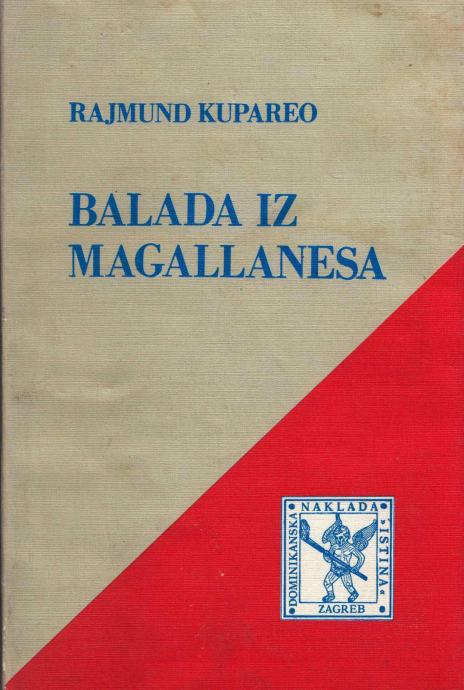 RAJMUND KUPAREO
BALADA IZ
MAGALLANESA
DOMINIKANSKA
NAKLADA
»ISTINA«
ZAGREB